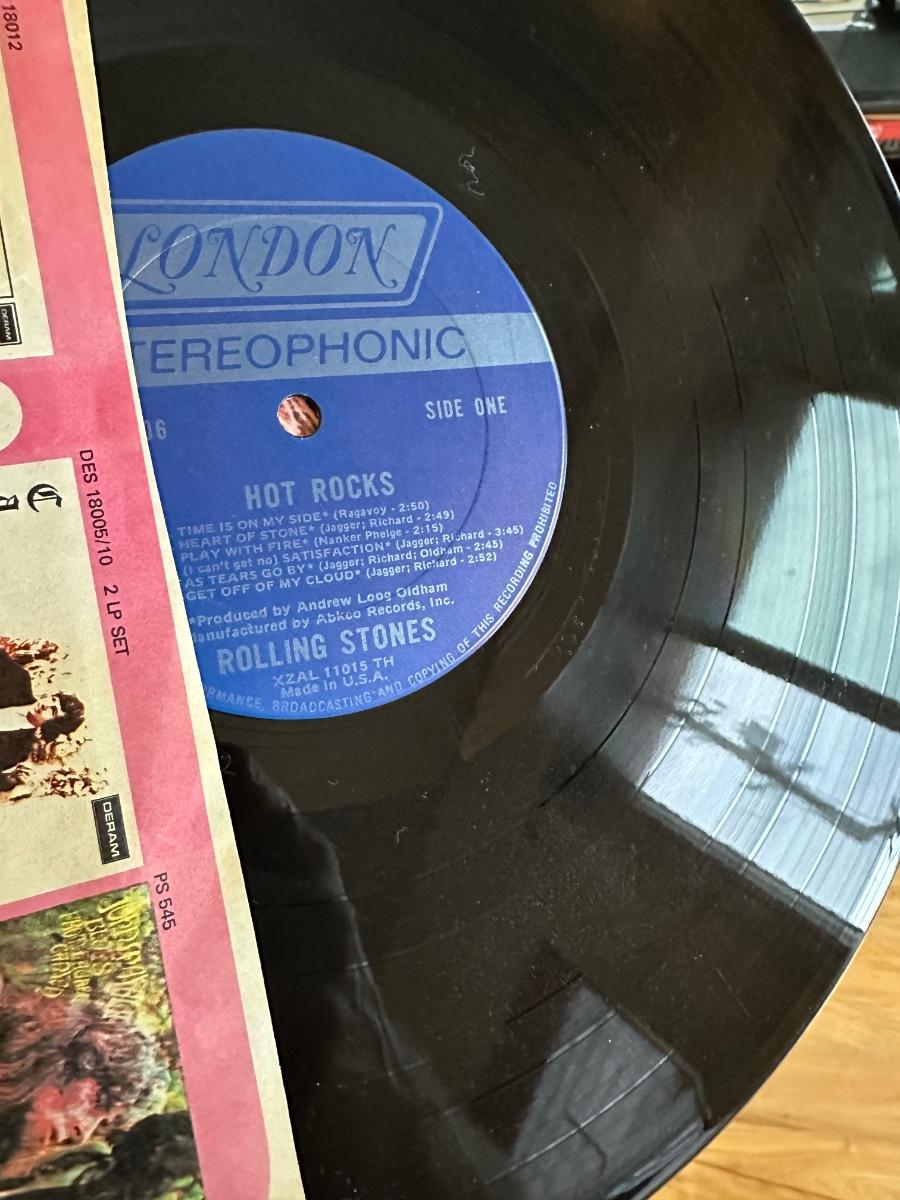 18012
DERAM
DES 18005/10 2 LP SET
DERAM
PS 545
LONDON
TEREOPHONIC
06
SIDE ONE
HOT ROCKS
TIME IS ON MY SIDE* (Ragavoy - 2:50)
HEART OF STONE* (Jagger; Richard - 2:49)
PLAY WITH FIRE* (Nanker Phelge - 2:15)
(I can't get no) SATISFACTION* (Jagger; Richard - 3:45)
AS TEARS GO BY* (Jagger; Richard; Oldham - 2:45)
GET OFF OF MY CLOUD* (Jagger; Richard - 2:52)
*Produced by Andrew Loog Oldham
anufactured by Abkco Records, Inc.
ROLLING STONES
XZAL 11015 TH
Made in U.S.A.
RMANCE, BROADCASTING AND COPYING OF THIS RECORDING PROHIBITED